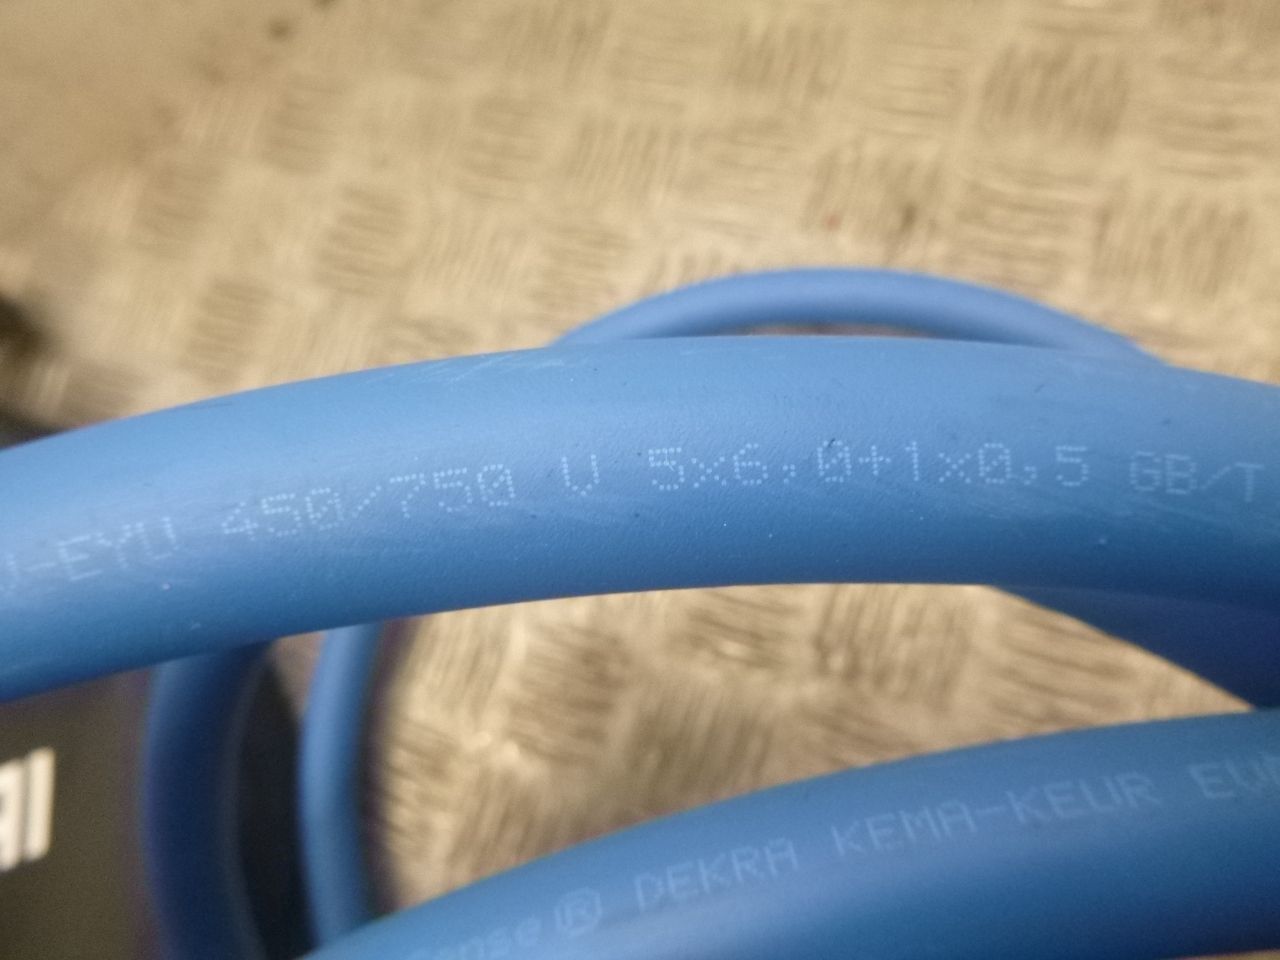 -EYU 450/750 V 5x6,0+1x0,5 GB/T
® DEKRA KEMA-KEUR